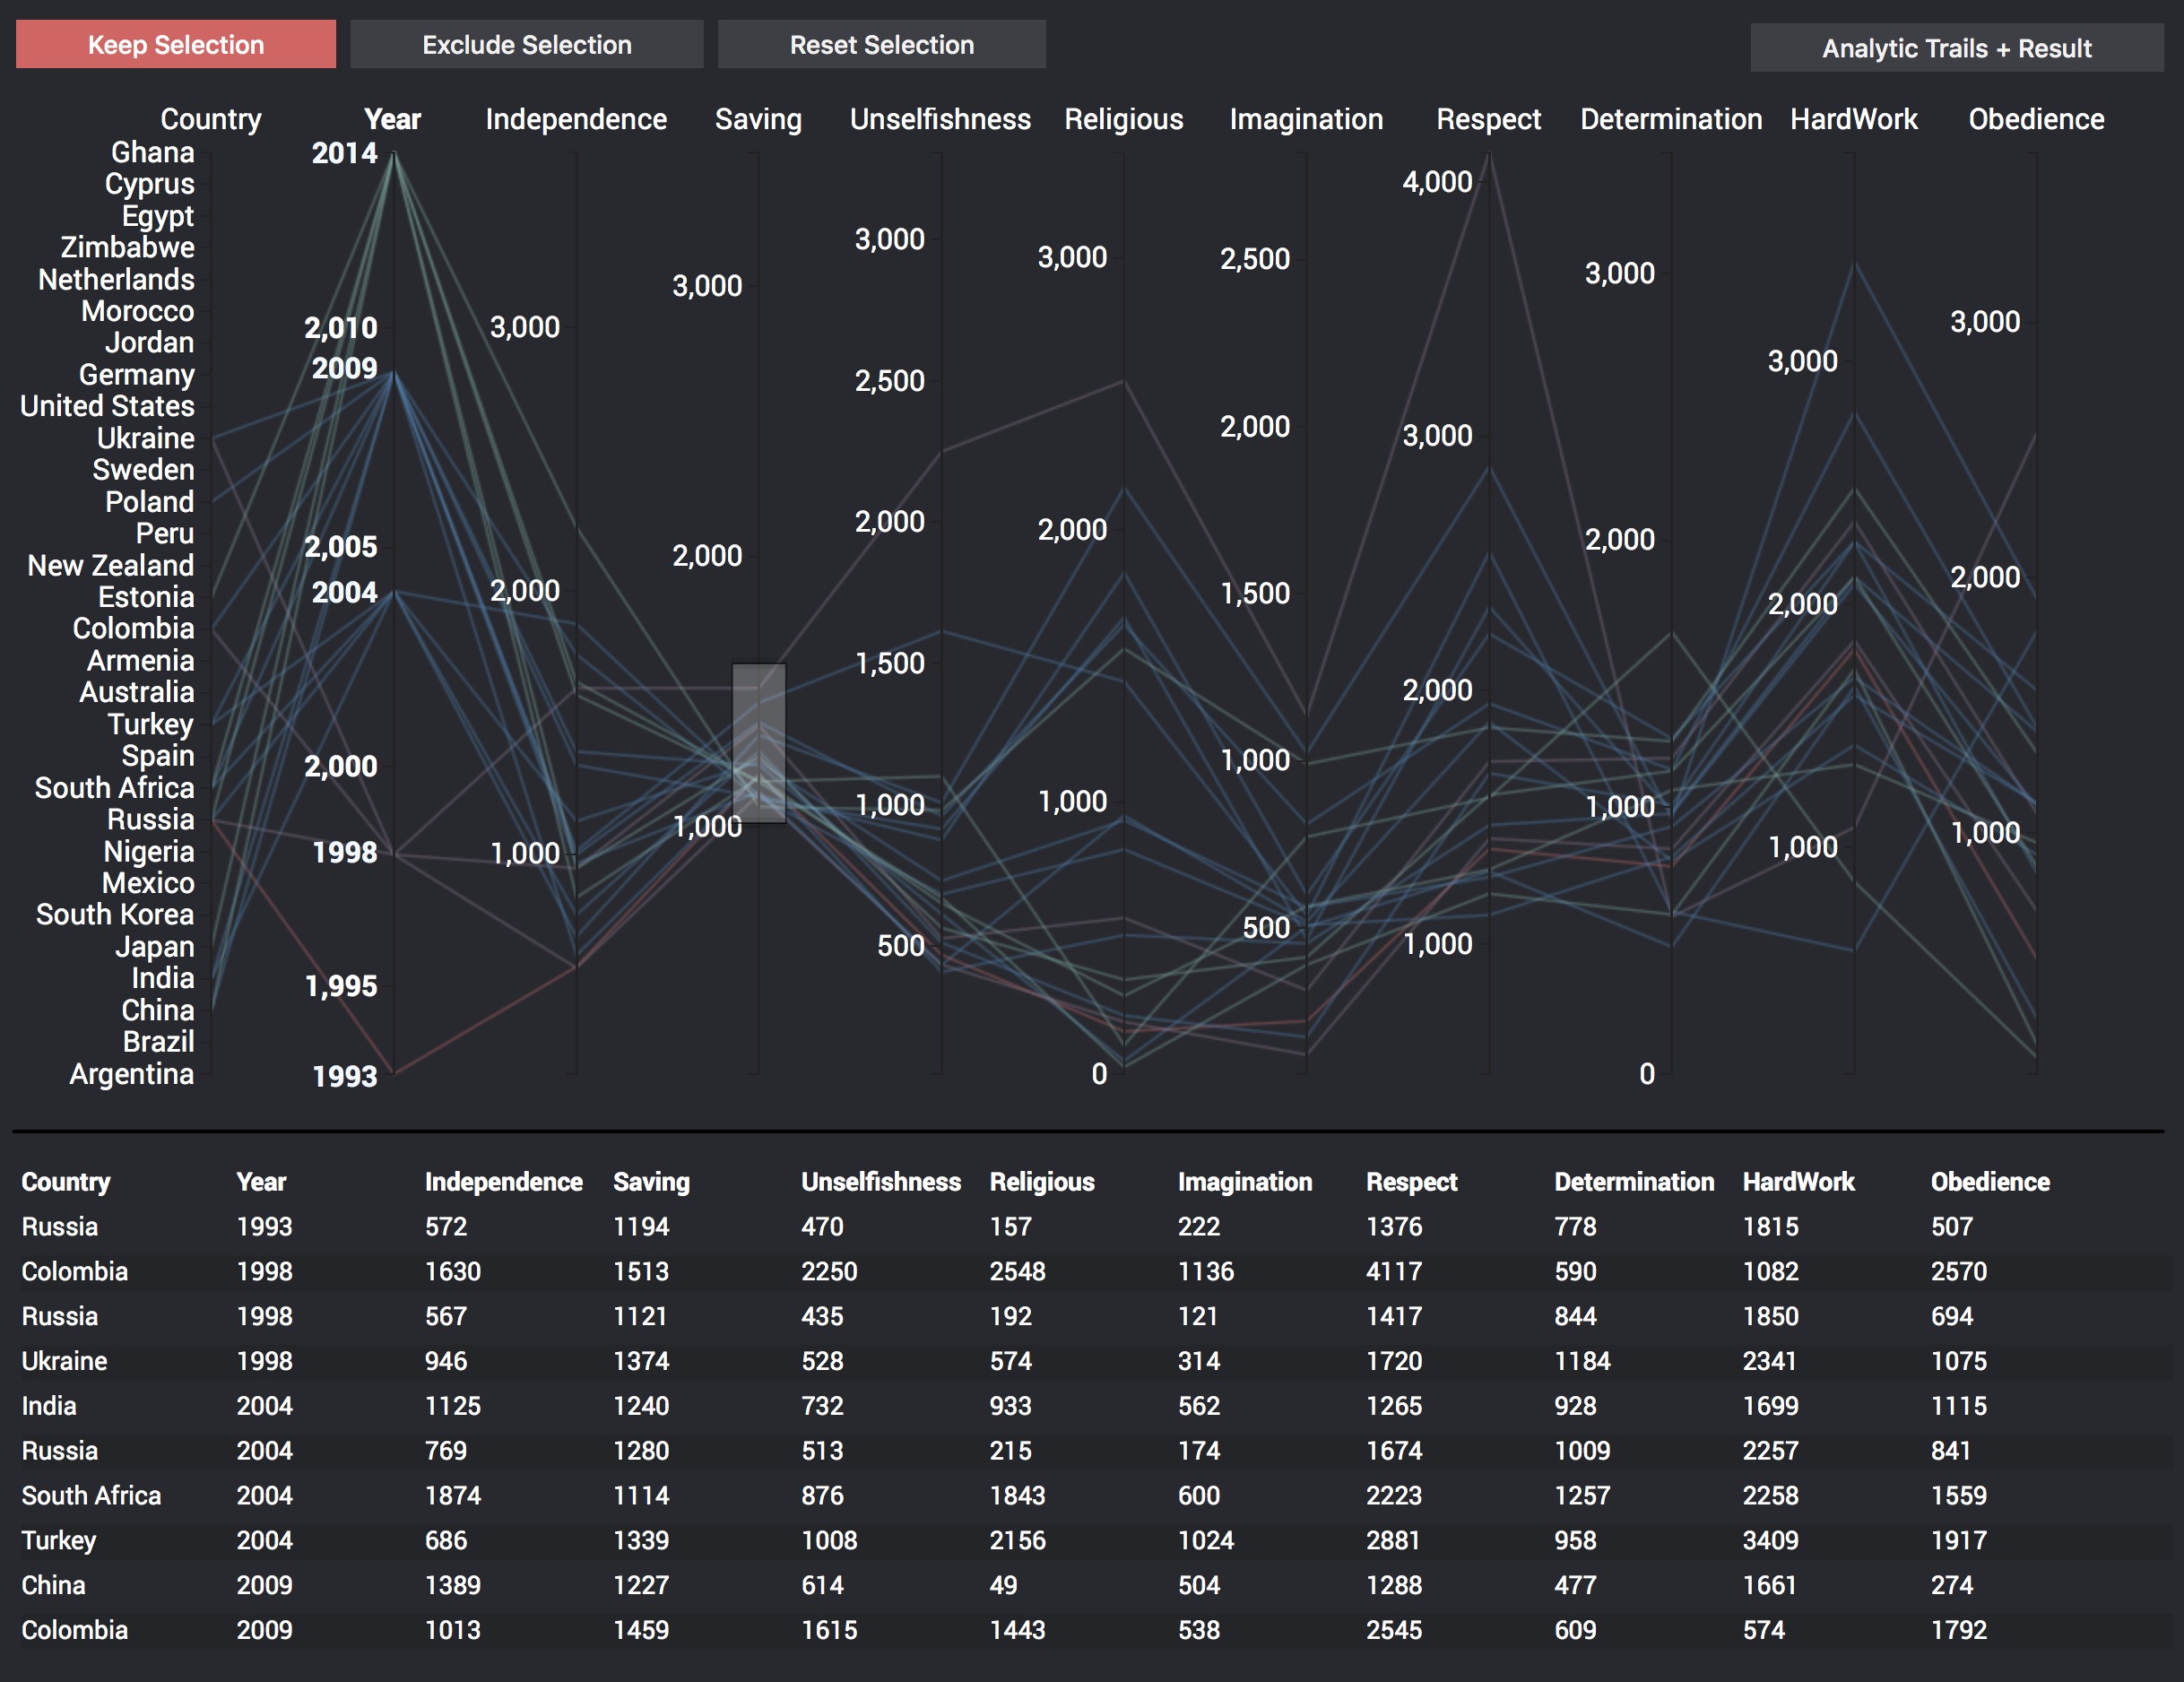 Keep Selection Exclude Selection Reset Selection Analytic Trails + Result
Country Year Independence Saving Unselfishness Religious Imagination Respect Determination HardWork Obedience
Ghana
Cyprus
Egypt
Zimbabwe
Netherlands
Morocco
Jordan
Germany
United States
Ukraine
Sweden
Poland
Peru
New Zealand
Estonia
Colombia
Armenia
Australia
Turkey
Spain
South Africa
Russia
Nigeria
Mexico
South Korea
Japan
India
China
Brazil
Argentina
2014
2,010
2009
2,005
2004
2,000
1998
1,995
1993
3,000
2,000
1,000
3,000
2,000
1,000
3,000
2,500
2,000
1,500
1,000
500
3,000
2,000
1,000
0
2,500
2,000
1,500
1,000
500
4,000
3,000
2,000
1,000
3,000
2,000
1,000
0
3,000
2,000
1,000
3,000
2,000
1,000
Country Year Independence Saving Unselfishness Religious Imagination Respect Determination HardWork Obedience
Russia 1993 572 1194 470 157 222 1376 778 1815 507
Colombia 1998 1630 1513 2250 2548 1136 4117 590 1082 2570
Russia 1998 567 1121 435 192 121 1417 844 1850 694
Ukraine 1998 946 1374 528 574 314 1720 1184 2341 1075
India 2004 1125 1240 732 933 562 1265 928 1699 1115
Russia 2004 769 1280 513 215 174 1674 1009 2257 841
South Africa 2004 1874 1114 876 1843 600 2223 1257 2258 1559
Turkey 2004 686 1339 1008 2156 1024 2881 958 3409 1917
China 2009 1389 1227 614 49 504 1288 477 1661 274
Colombia 2009 1013 1459 1615 1443 538 2545 609 574 1792